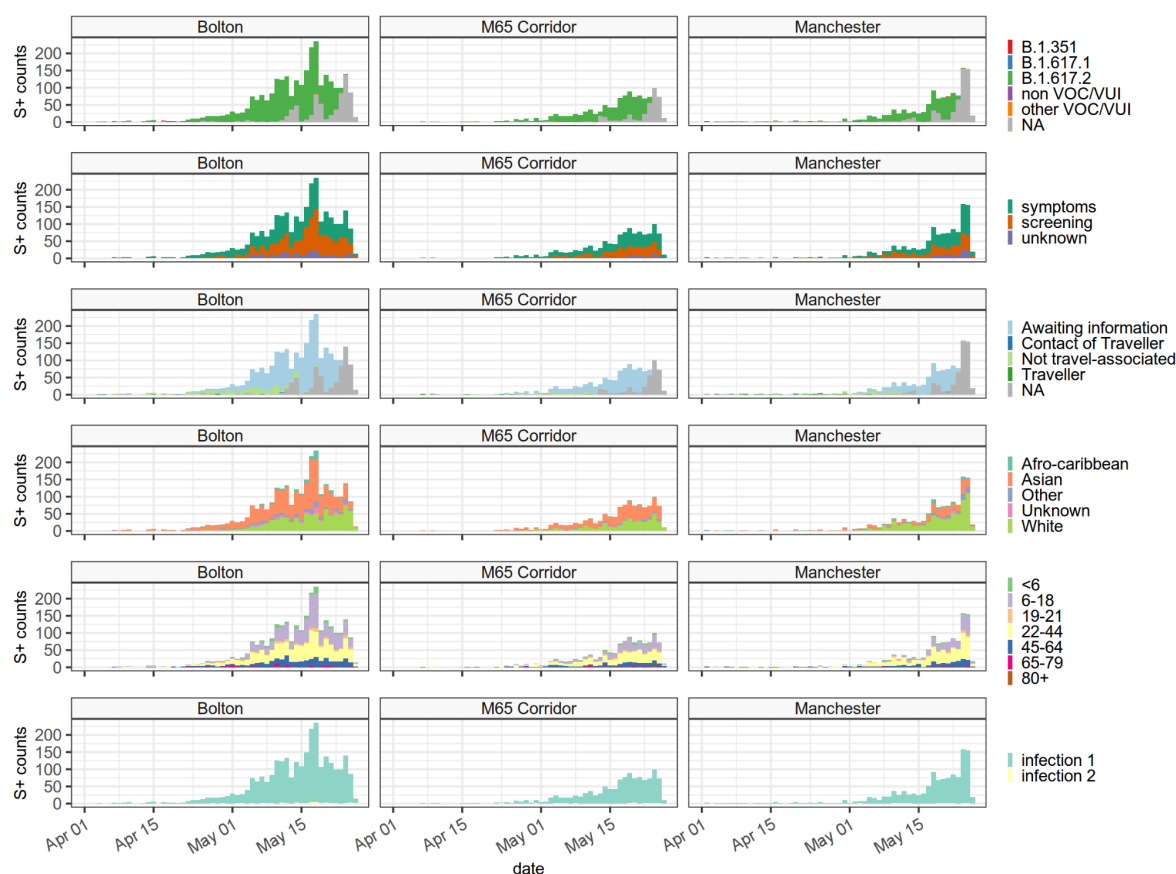 Bolton M65 Corridor Manchester
S+ counts
200
150
100
50
0
B.1.351
B.1.617.1
B.1.617.2
non VOC/VUI
other VOC/VUI
NA
Bolton M65 Corridor Manchester
S+ counts
200
150
100
50
0
symptoms
screening
unknown
Bolton M65 Corridor Manchester
S+ counts
200
150
100
50
0
Awaiting information
Contact of Traveller
Not travel-associated
Traveller
NA
Bolton M65 Corridor Manchester
S+ counts
200
150
100
50
0
Afro-caribbean
Asian
Other
Unknown
White
Bolton M65 Corridor Manchester
S+ counts
200
150
100
50
0
<6
6-18
19-21
22-44
45-64
65-79
80+
Bolton M65 Corridor Manchester
S+ counts
200
150
100
50
0
infection 1
infection 2
Apr 01 Apr 15 May 01 May 15 Apr 01 Apr 15 May 01 May 15 Apr 01 Apr 15 May 01 May 15
date